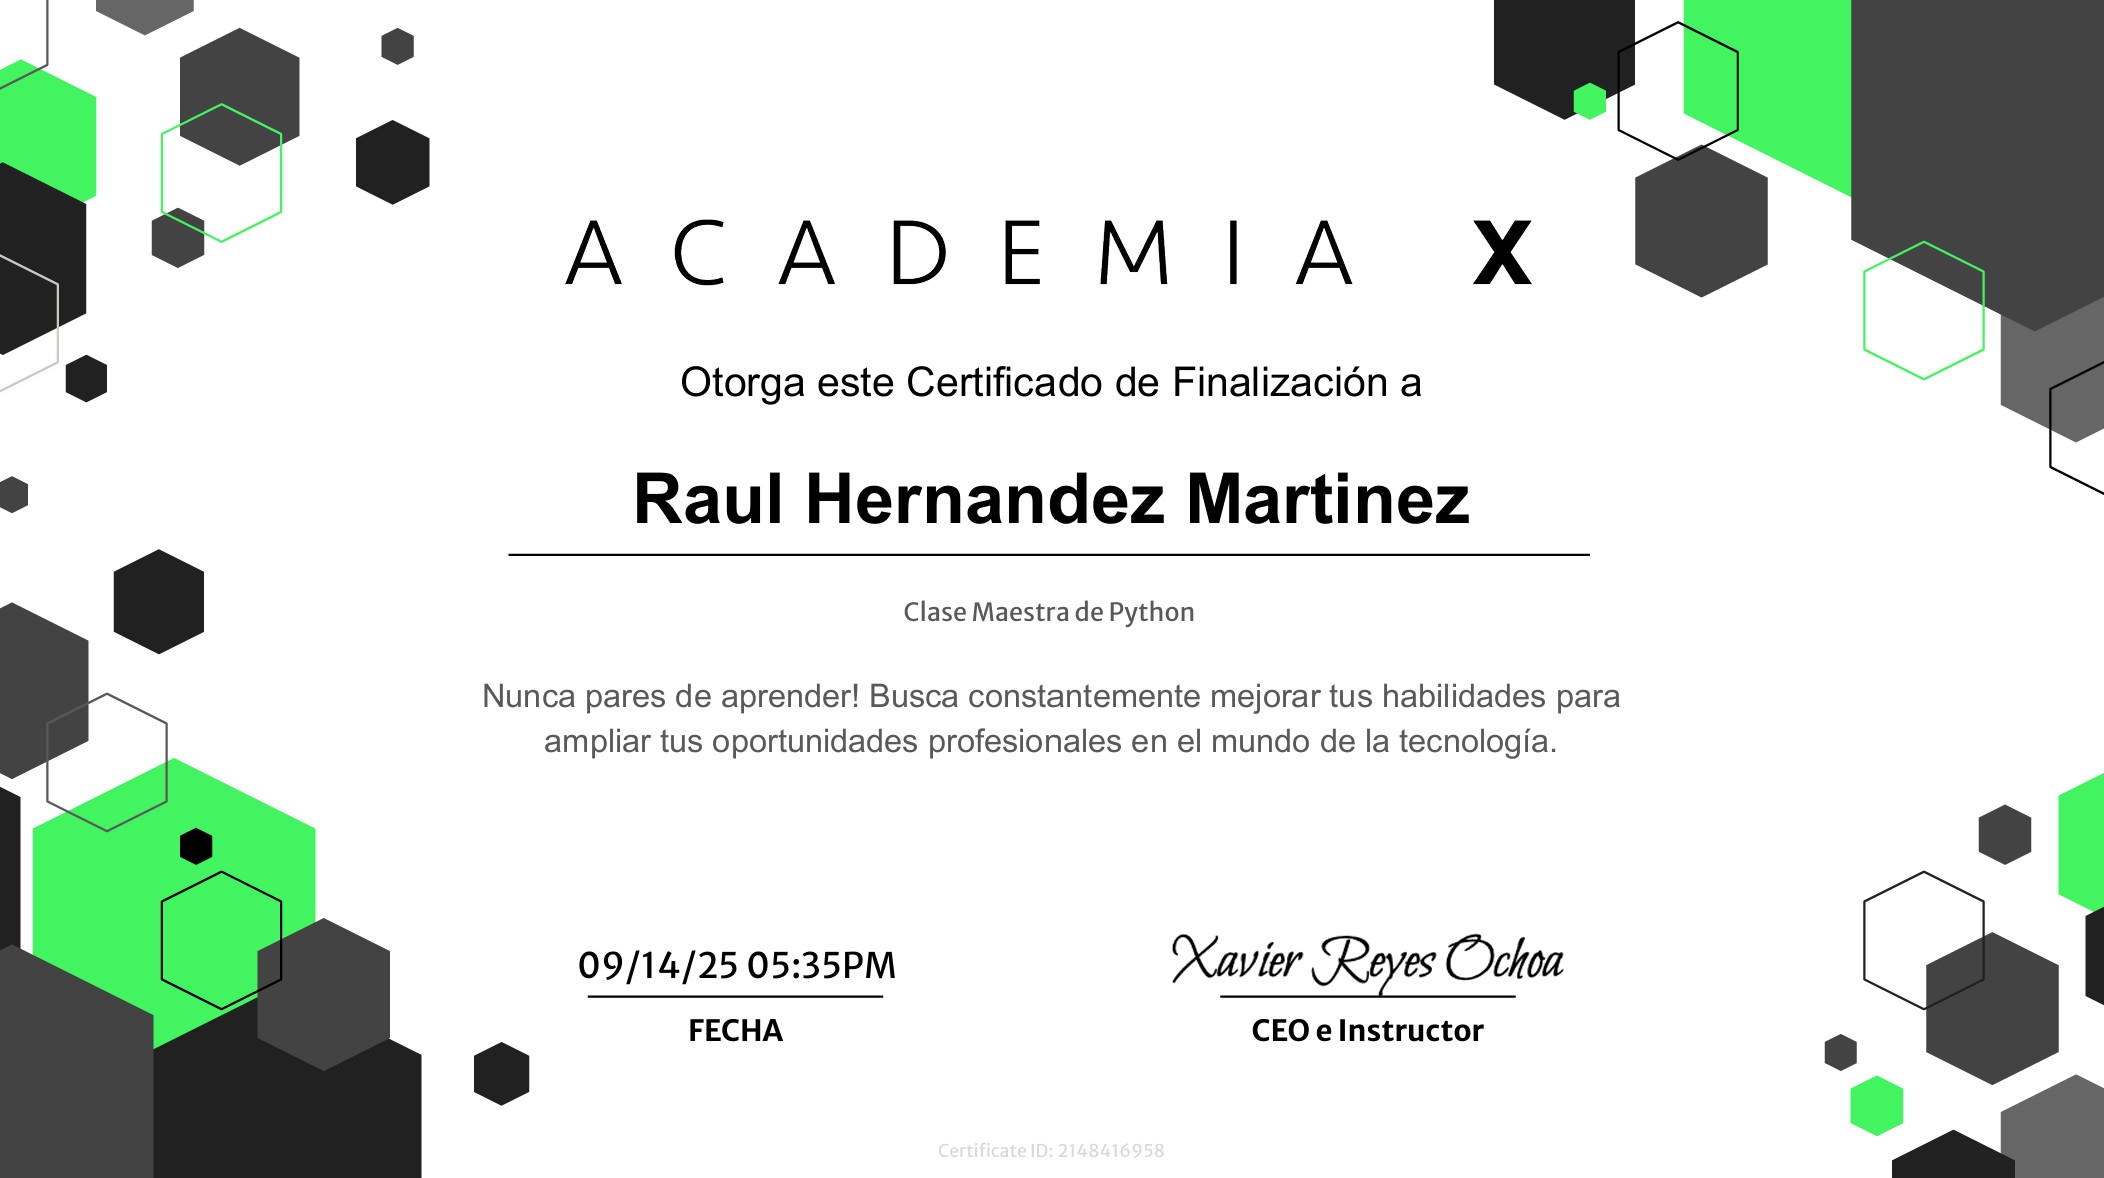 ACADEMIA X
Otorga este Certificado de Finalización a
Raul Hernandez Martinez
Clase Maestra de Python
Nunca pares de aprender! Busca constantemente mejorar tus habilidades para
ampliar tus oportunidades profesionales en el mundo de la tecnología.
09/14/25 05:35PM
FECHA
Xavier Reyes Ochoa
CEO e Instructor
Certificate ID: 2148416958